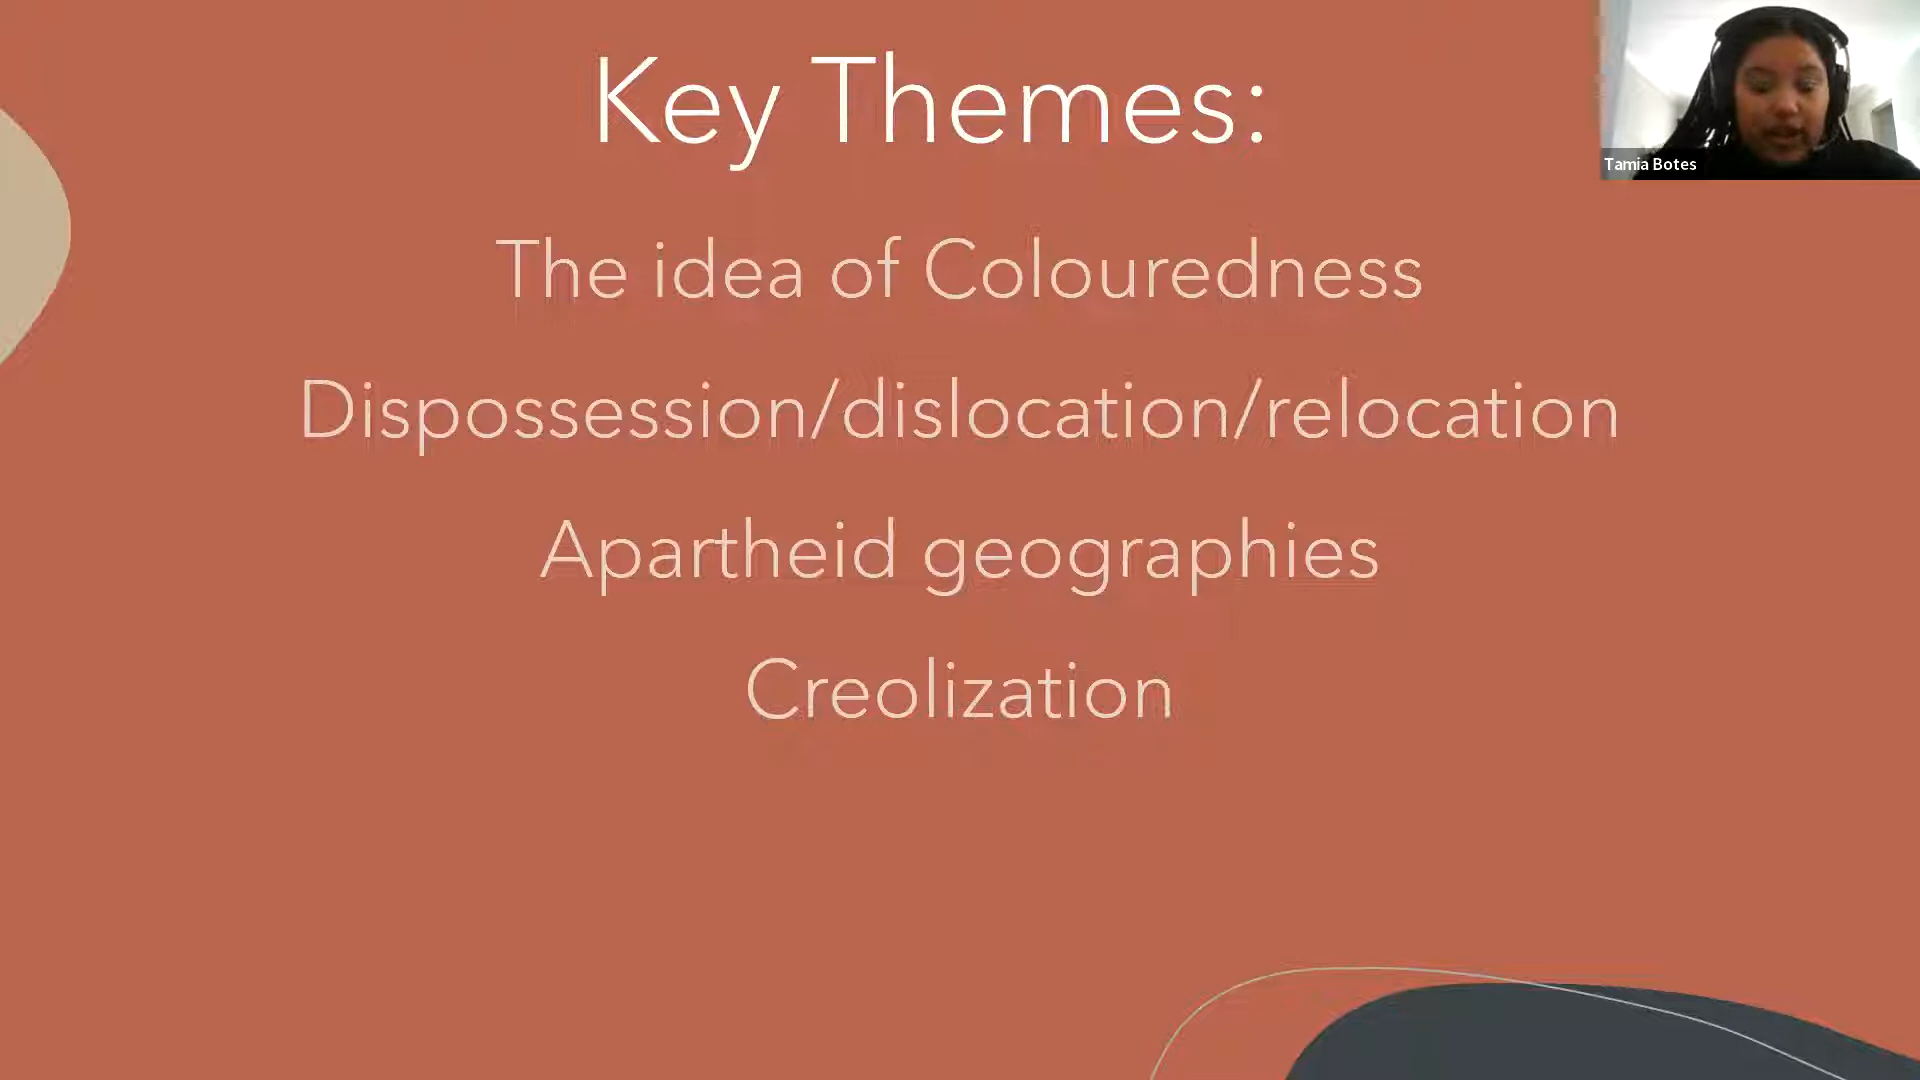 Key Themes:
Tamia Botes
The idea of Colouredness
Dispossession/dislocation/relocation
Apartheid geographies
Creolization